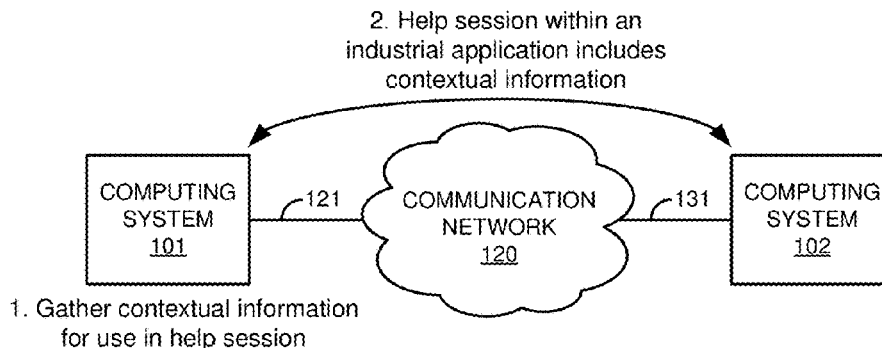 2. Help session within an
industrial application includes
contextual information
COMPUTING
SYSTEM
101
121
COMMUNICATION
NETWORK
120
131
COMPUTING
SYSTEM
102
1. Gather contextual information
for use in help session